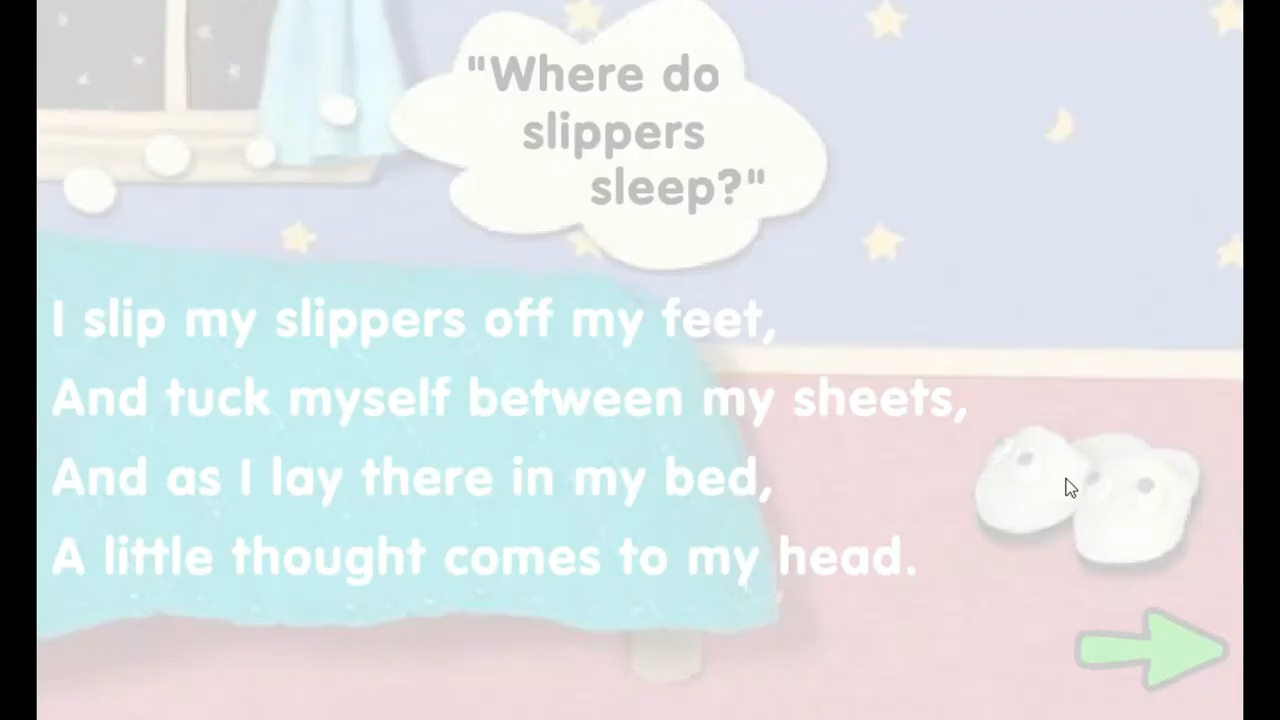 "Where do
slippers
sleep?"
I slip my slippers off my feet,
And tuck myself between my sheets,
And as I lay there in my bed,
A little thought comes to my head.